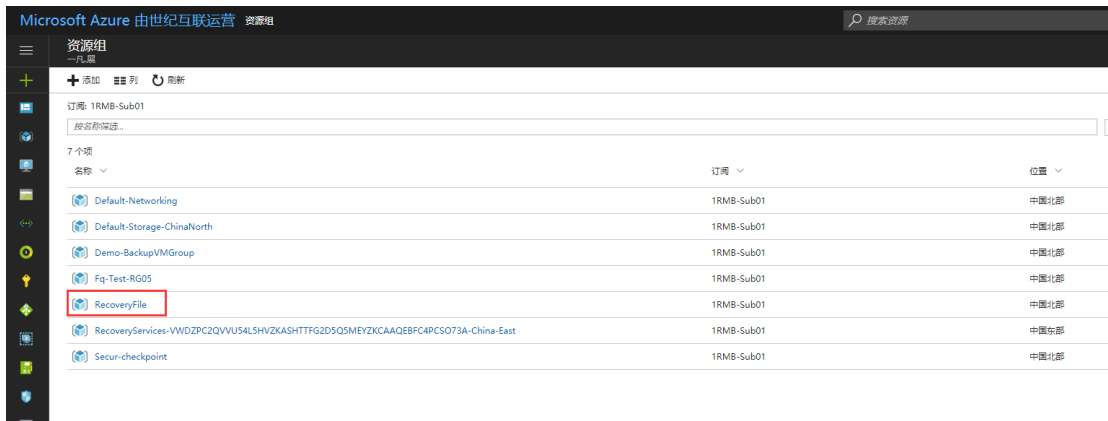 Microsoft Azure 由世纪互联运营 资源组 搜索资源
资源组
一凡.展
添加 列 刷新
订阅: 1RMB-Sub01
按名称筛选...
7 个项
名称 订阅 位置
Default-Networking 1RMB-Sub01 中国北部
Default-Storage-ChinaNorth 1RMB-Sub01 中国北部
Demo-BackupVMGroup 1RMB-Sub01 中国北部
Fq-Test-RG05 1RMB-Sub01 中国北部
RecoveryFile 1RMB-Sub01 中国北部
RecoveryServices-VWDZPC2QVVU54L5HVZKASHTTFG2D5Q5MEYZKCAAQEBFC4PCSO73A-China-East 1RMB-Sub01 中国东部
Secur-checkpoint 1RMB-Sub01 中国北部